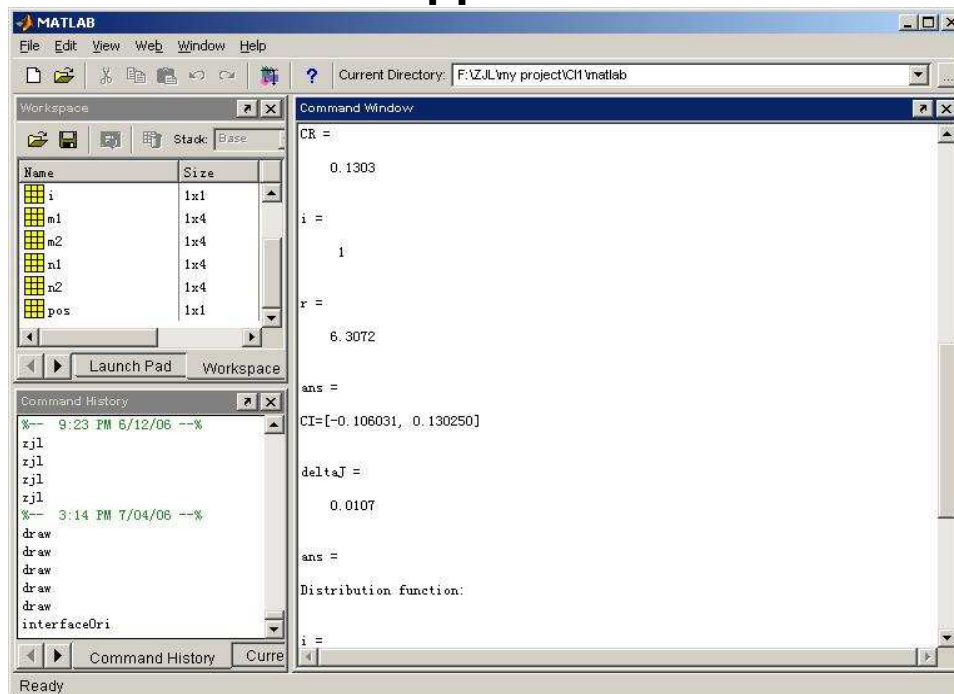 MATLAB
File Edit View Web Window Help
? Current Directory: F:\ZJL\my project\CI1\matlab ...
Workspace
Stack: Base
Name Size
i 1x1
m1 1x4
m2 1x4
n1 1x4
n2 1x4
pos 1x1
Launch Pad Workspace
Command History
%-- 9:23 PM 6/12/06 --%
zjl
zjl
zjl
zjl
%-- 3:14 PM 7/04/06 --%
draw
draw
draw
draw
draw
interfaceOri
Command History Curre
Command Window
CR =
0.1303
i =
1
r =
6.3072
ans =
CI=[-0.106031, 0.130250]
deltaJ =
0.0107
ans =
Distribution function:
i =
Ready